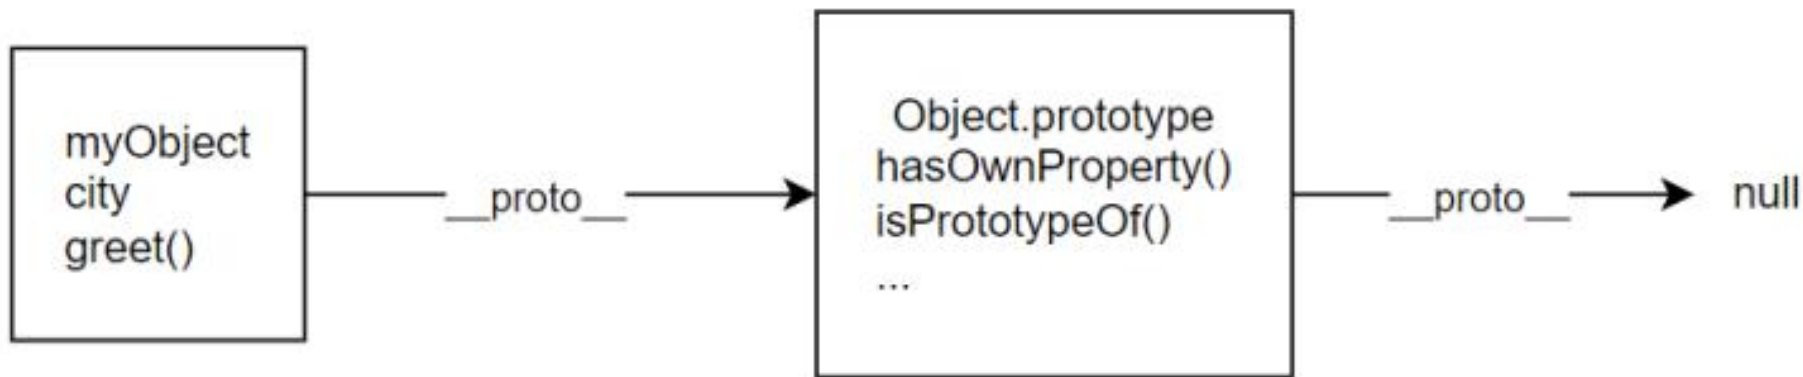 myObject
city
greet()
__proto__
Object.prototype
hasOwnProperty()
isPrototypeOf()
...
__proto__
null